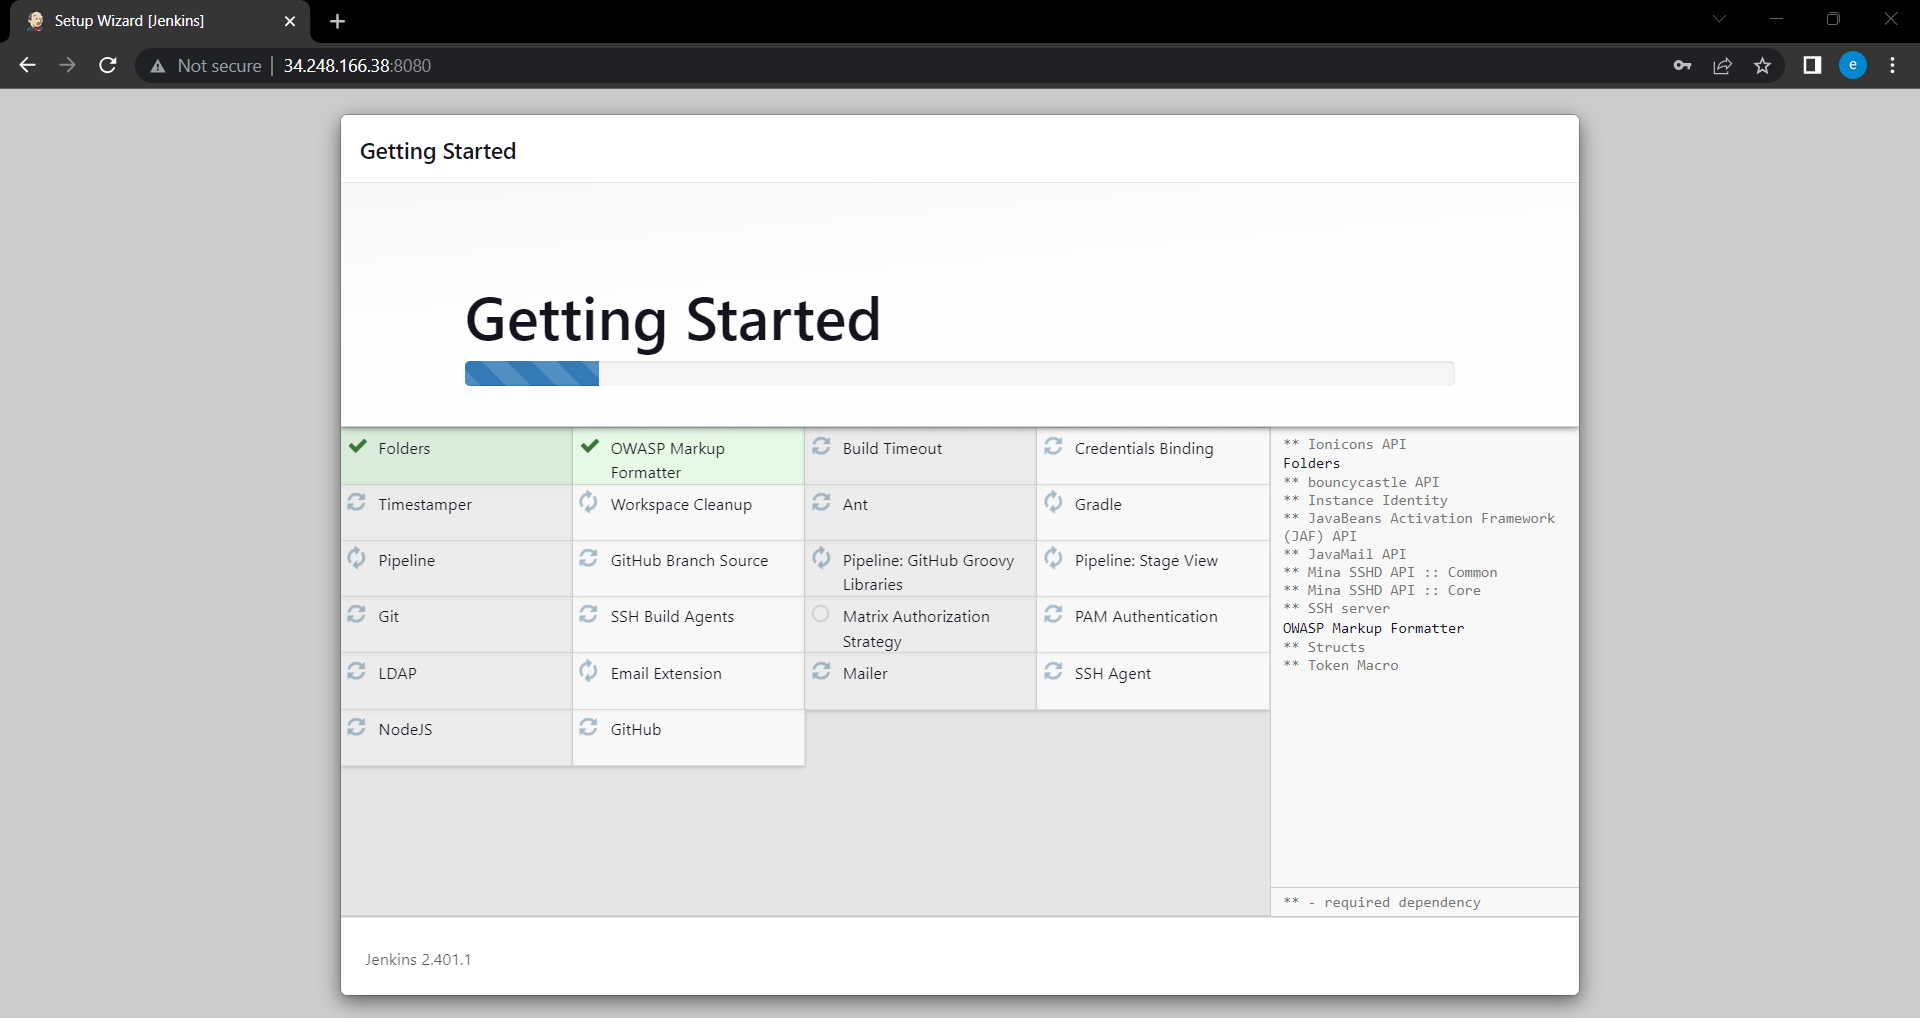 Setup Wizard [Jenkins]
Not secure
34.248.166.38:8080
e
Getting Started
Getting Started
Folders
OWASP Markup
Formatter
Build Timeout
Credentials Binding
Timestamper
Workspace Cleanup
Ant
Gradle
Pipeline
GitHub Branch Source
Pipeline: GitHub Groovy
Libraries
Pipeline: Stage View
Git
SSH Build Agents
Matrix Authorization
Strategy
PAM Authentication
LDAP
Email Extension
Mailer
SSH Agent
NodeJS
GitHub
** Ionicons API
Folders
** bouncycastle API
** Instance Identity
** JavaBeans Activation Framework
(JAF) API
** JavaMail API
** Mina SSHD API :: Common
** Mina SSHD API :: Core
** SSH server
OWASP Markup Formatter
** Structs
** Token Macro
** - required dependency
Jenkins 2.401.1